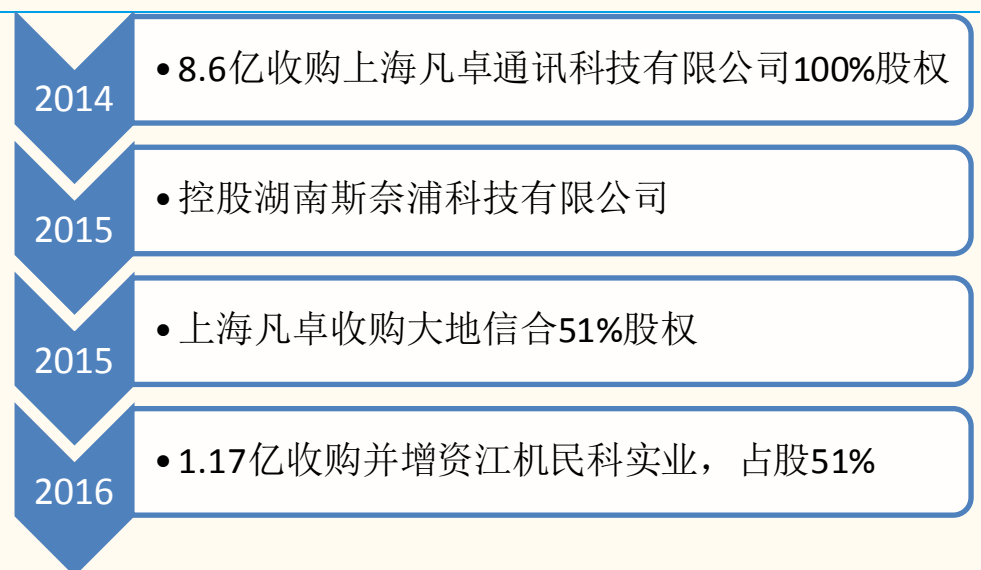 2014
•8.6亿收购上海凡卓通讯科技有限公司100%股权
2015
•控股湖南斯奈浦科技有限公司
2015
•上海凡卓收购大地信合51%股权
2016
•1.17亿收购并增资江机民科实业，占股51%